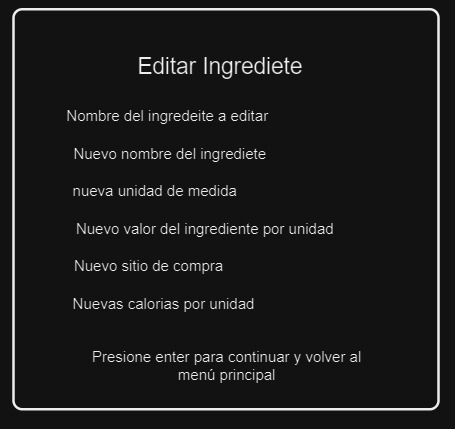 Editar Ingrediete
Nombre del ingredeite a editar
Nuevo nombre del ingrediete
nueva unidad de medida
Nuevo valor del ingrediente por unidad
Nuevo sitio de compra
Nuevas calorias por unidad
Presione enter para continuar y volver al
menú principal